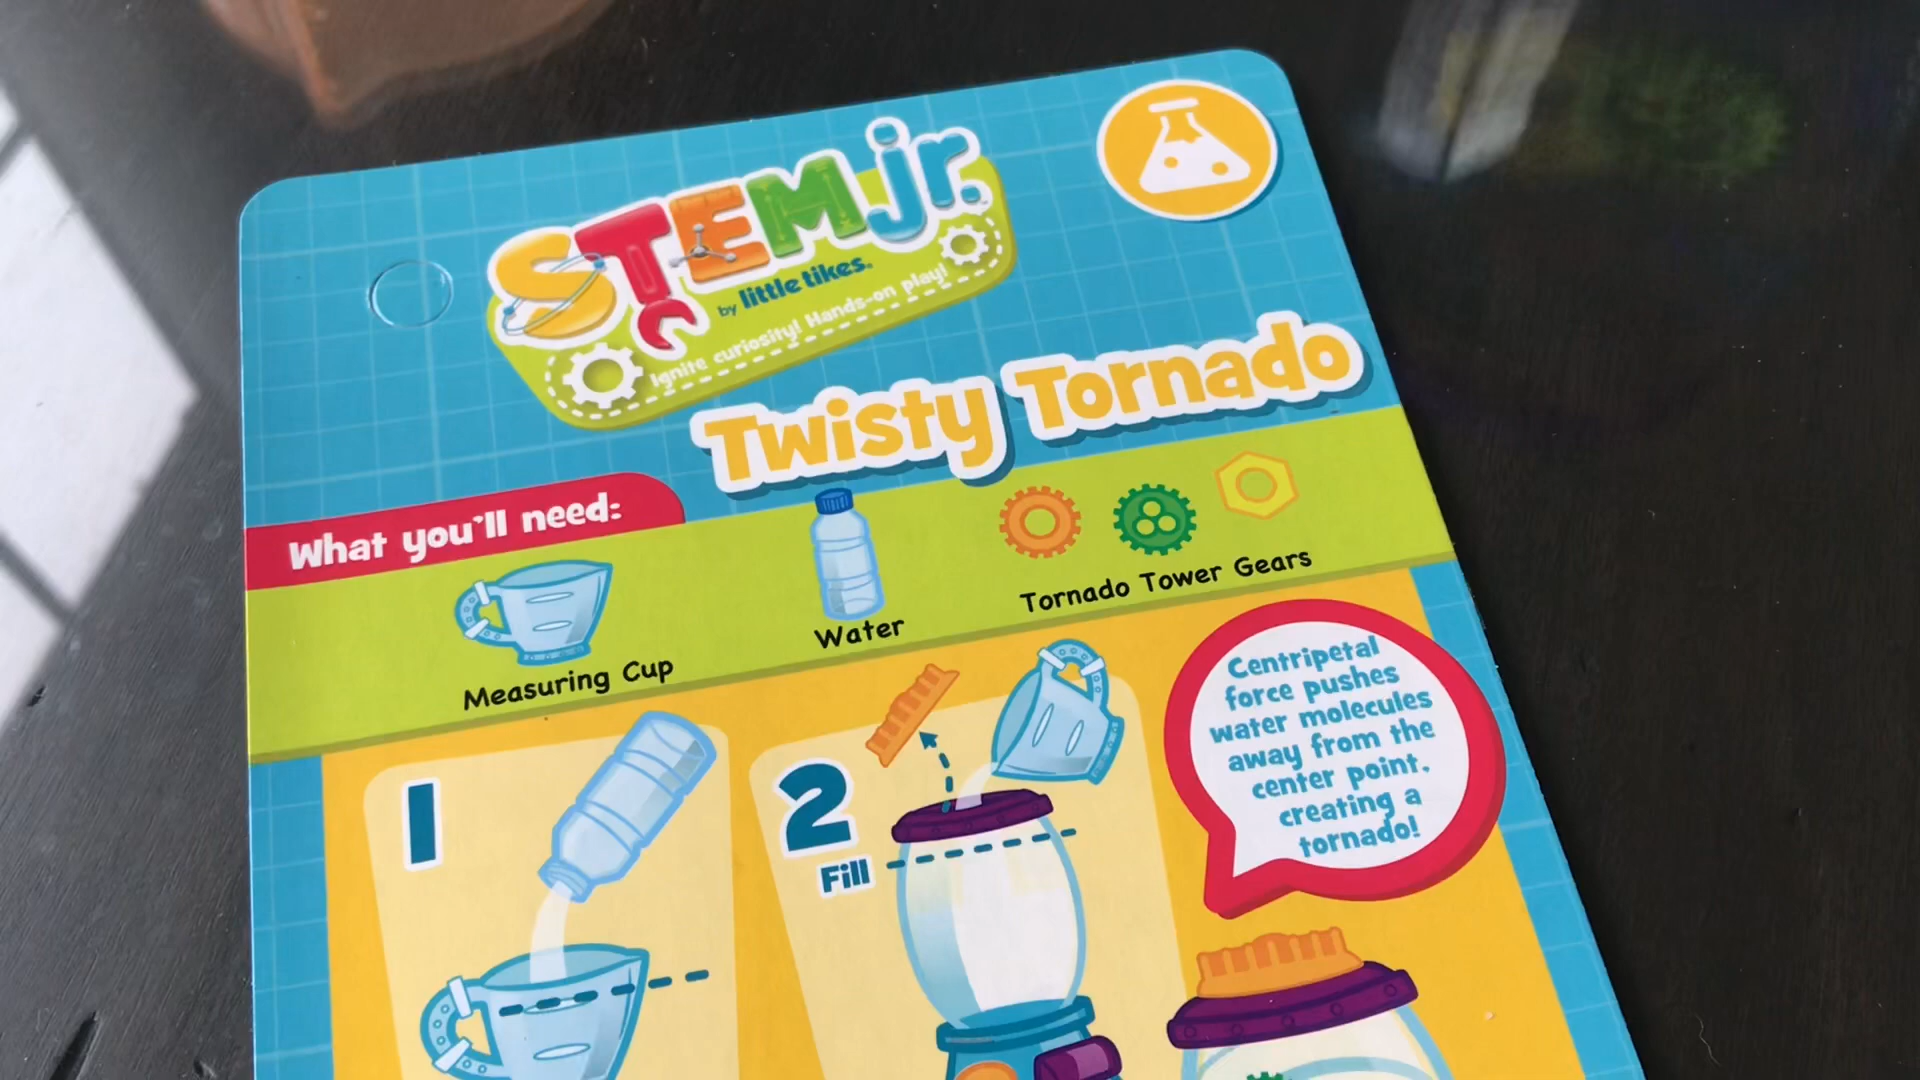 STEM jr.
by little tikes®
Ignite curiosity! Hands-on play!
Twisty Tornado
What you'll need:
Measuring Cup
Water
Tornado Tower Gears
1
2
Fill
Centripetal
force pushes
water molecules
away from the
center point,
creating a
tornado!